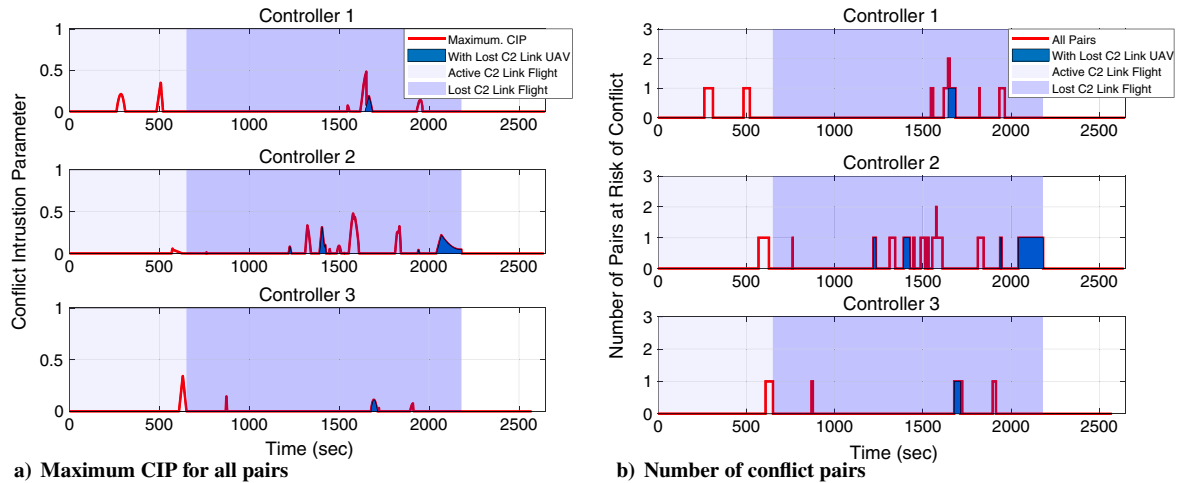 Controller 1
1
0.5
0
0 500 1000 1500 2000 2500
Maximum. CIP
With Lost C2 Link UAV
Active C2 Link Flight
Lost C2 Link Flight
Controller 2
1
0.5
0
0 500 1000 1500 2000 2500
Controller 3
1
0.5
0
0 500 1000 1500 2000 2500
Conflict Intrustion Parameter
Time (sec)
a) Maximum CIP for all pairs
Controller 1
3
2
1
0
0 500 1000 1500 2000 2500
All Pairs
With Lost C2 Link UAV
Active C2 Link Flight
Lost C2 Link Flight
Controller 2
3
2
1
0
0 500 1000 1500 2000 2500
Controller 3
3
2
1
0
0 500 1000 1500 2000 2500
Number of Pairs at Risk of Conflict
Time (sec)
b) Number of conflict pairs